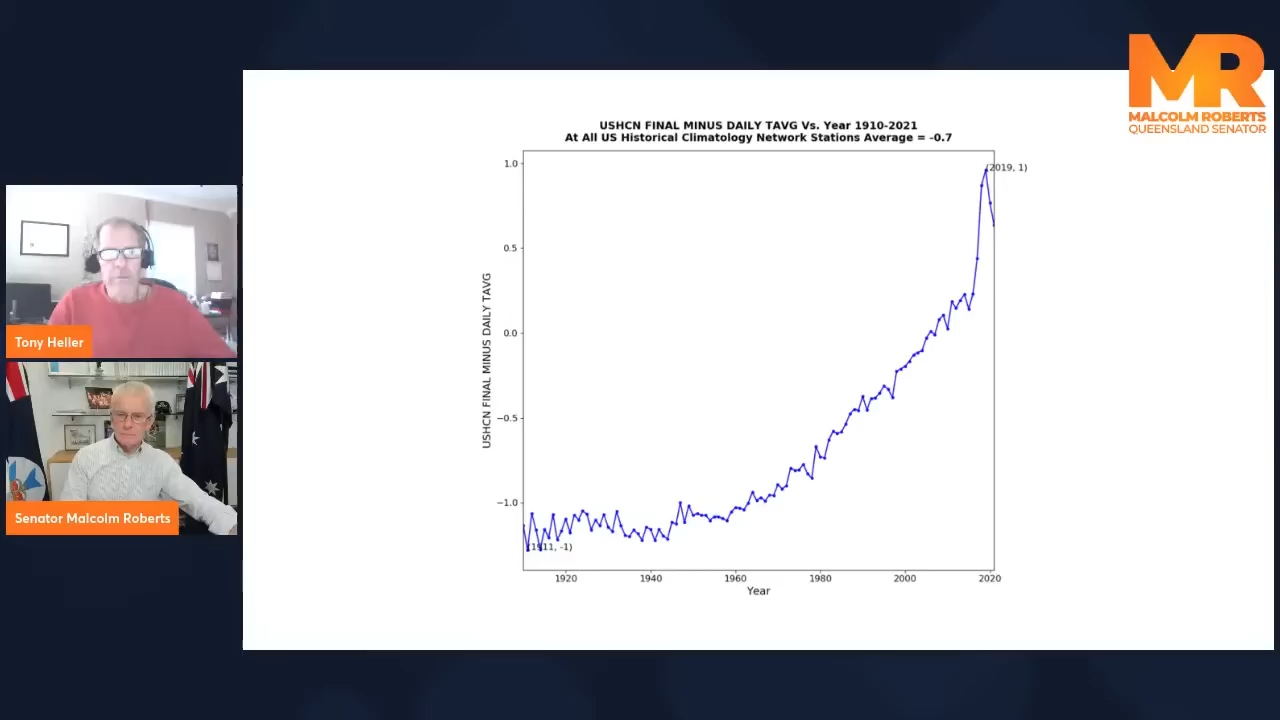 MR
MALCOLM ROBERTS
QUEENSLAND SENATOR
USHCN FINAL MINUS DAILY TAVG Vs. Year 1910-2021
At All US Historical Climatology Network Stations Average = -0.7
1.0
(2019, 1)
0.5
0.0
−0.5
−1.0
USHCN FINAL MINUS DAILY TAVG
(1911, -1)
1920
1940
1960
1980
2000
2020
Year
Tony Heller
Senator Malcolm Roberts